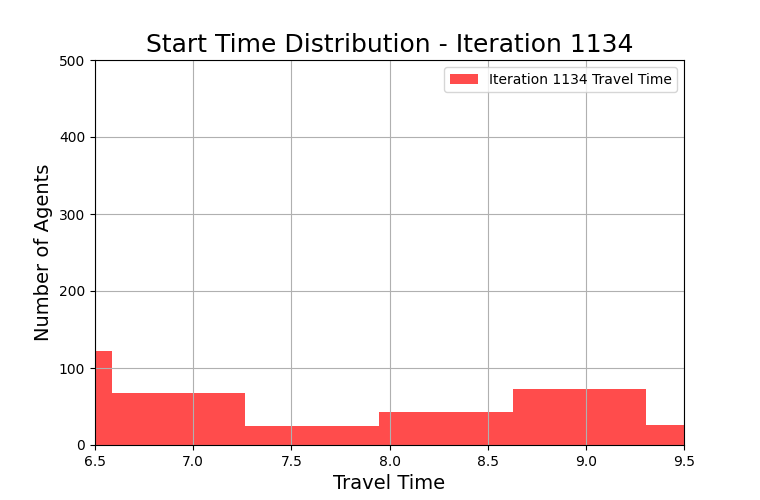 Start Time Distribution - Iteration 1134
Iteration 1134 Travel Time
Number of Agents
500
400
300
200
100
0
6.5 7.0 7.5 8.0 8.5 9.0 9.5
Travel Time